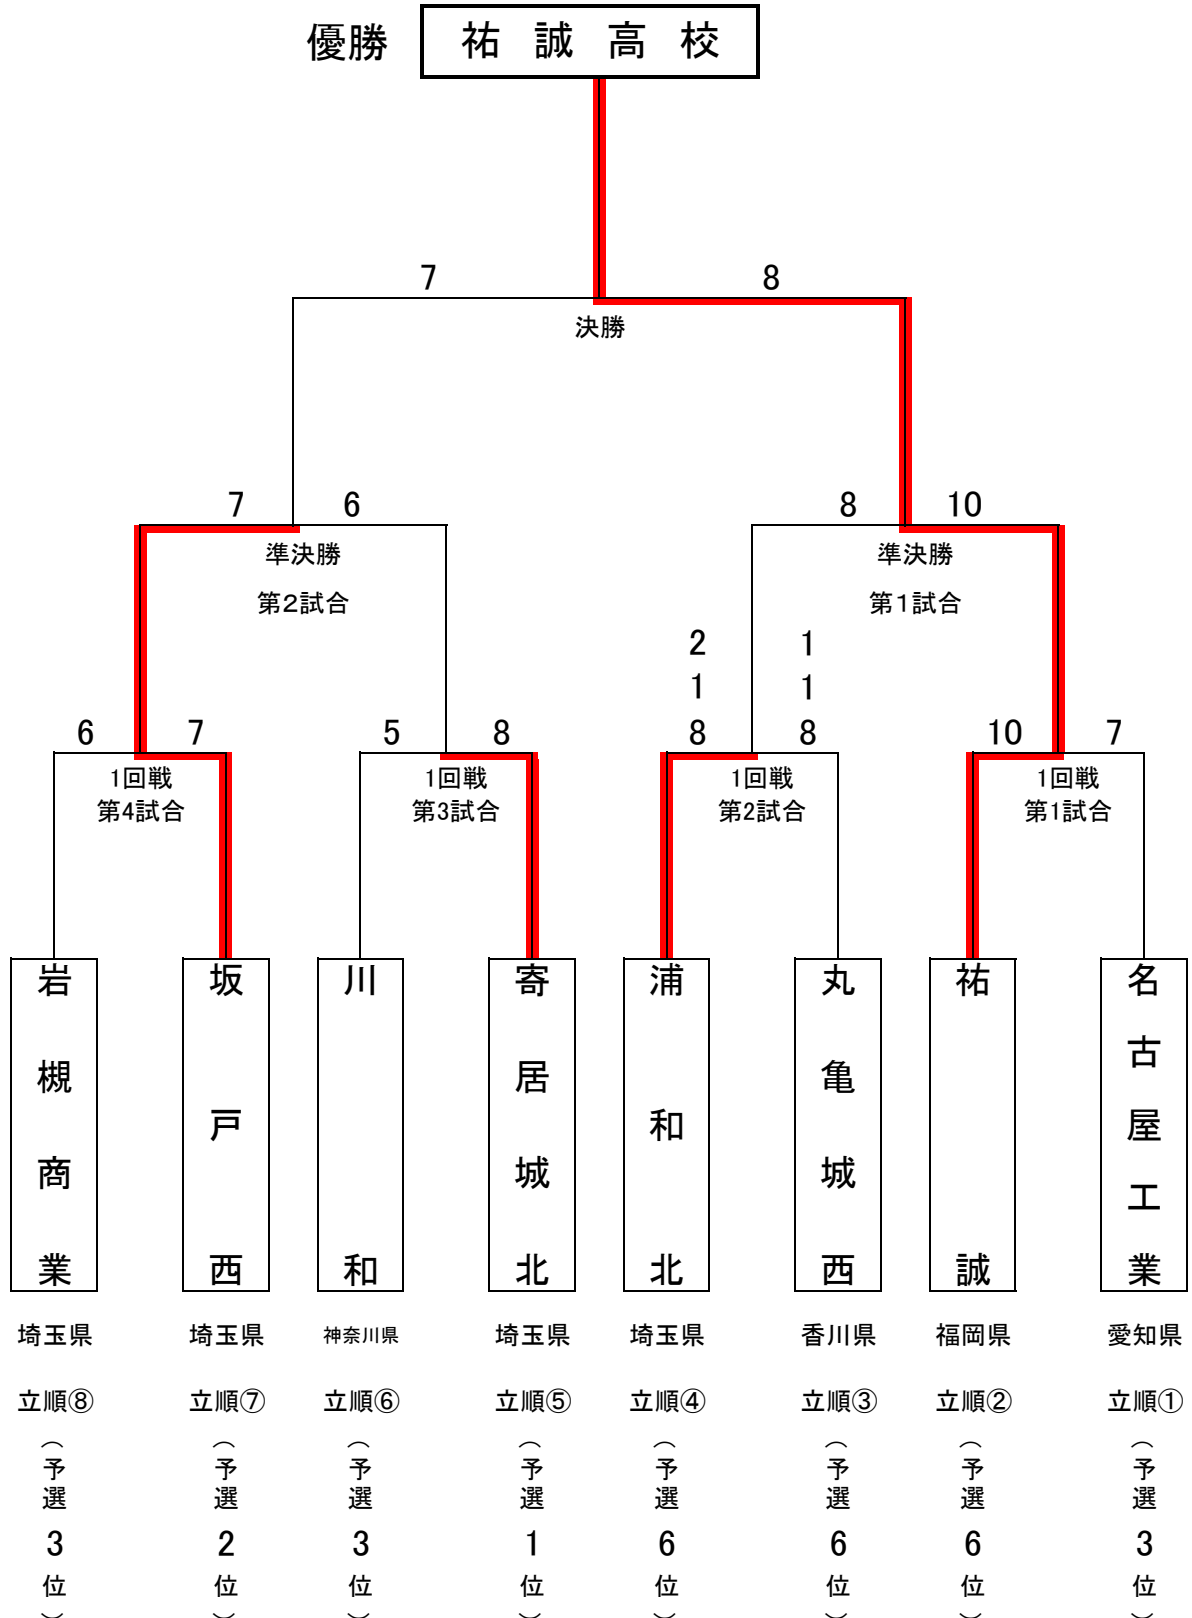 優勝 祐誠高校
7 8
決勝
7 6 8 10
準決勝 準決勝
第2試合 第1試合
2 1
1 1
6 7 5 8 8 8 10 7
1回戦 1回戦 1回戦 1回戦
第4試合 第3試合 第2試合 第1試合
岩槻商業
坂戸西
川和
寄居城北
浦和北
丸亀城西
祐誠
名古屋工業
埼玉県 埼玉県 神奈川県 埼玉県 埼玉県 香川県 福岡県 愛知県
立順⑧ 立順⑦ 立順⑥ 立順⑤ 立順④ 立順③ 立順② 立順①
(予選3位)
(予選2位)
(予選3位)
(予選1位)
(予選6位)
(予選6位)
(予選6位)
(予選3位)